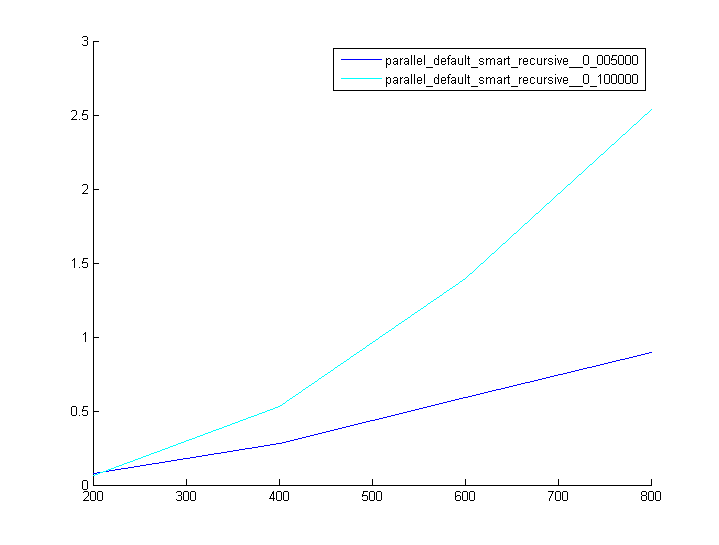 3
parallel_default_smart_recursive__0_005000
parallel_default_smart_recursive__0_100000
2.5
2
1.5
1
0.5
0
200 300 400 500 600 700 800